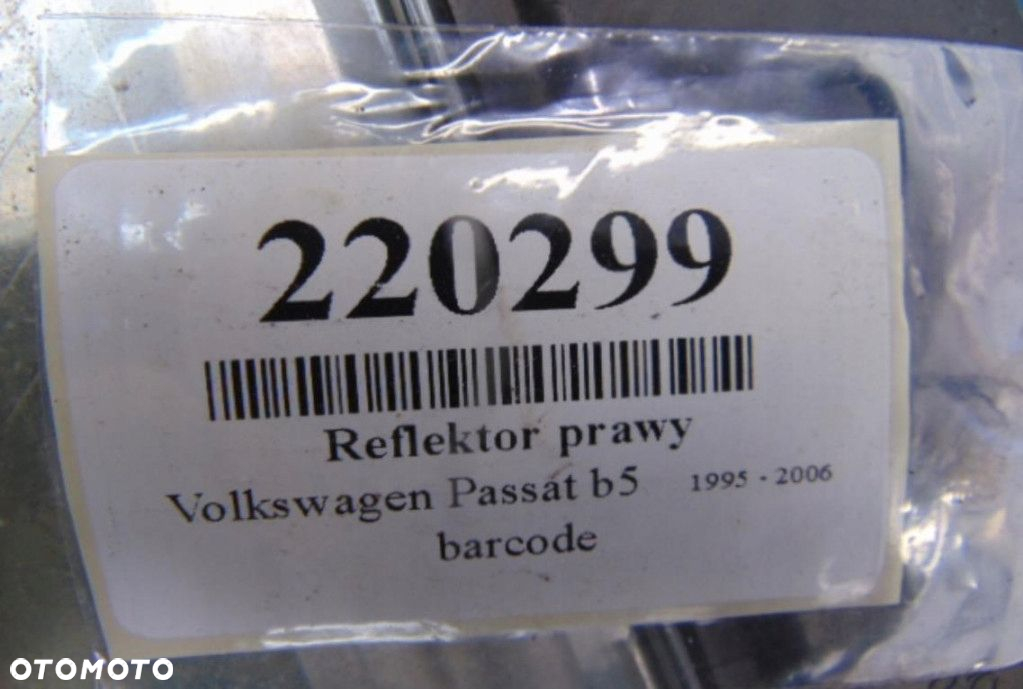 220299
Reflektor prawy
Volkswagen Passat b5 1995 - 2006
barcode
OTOMOTO